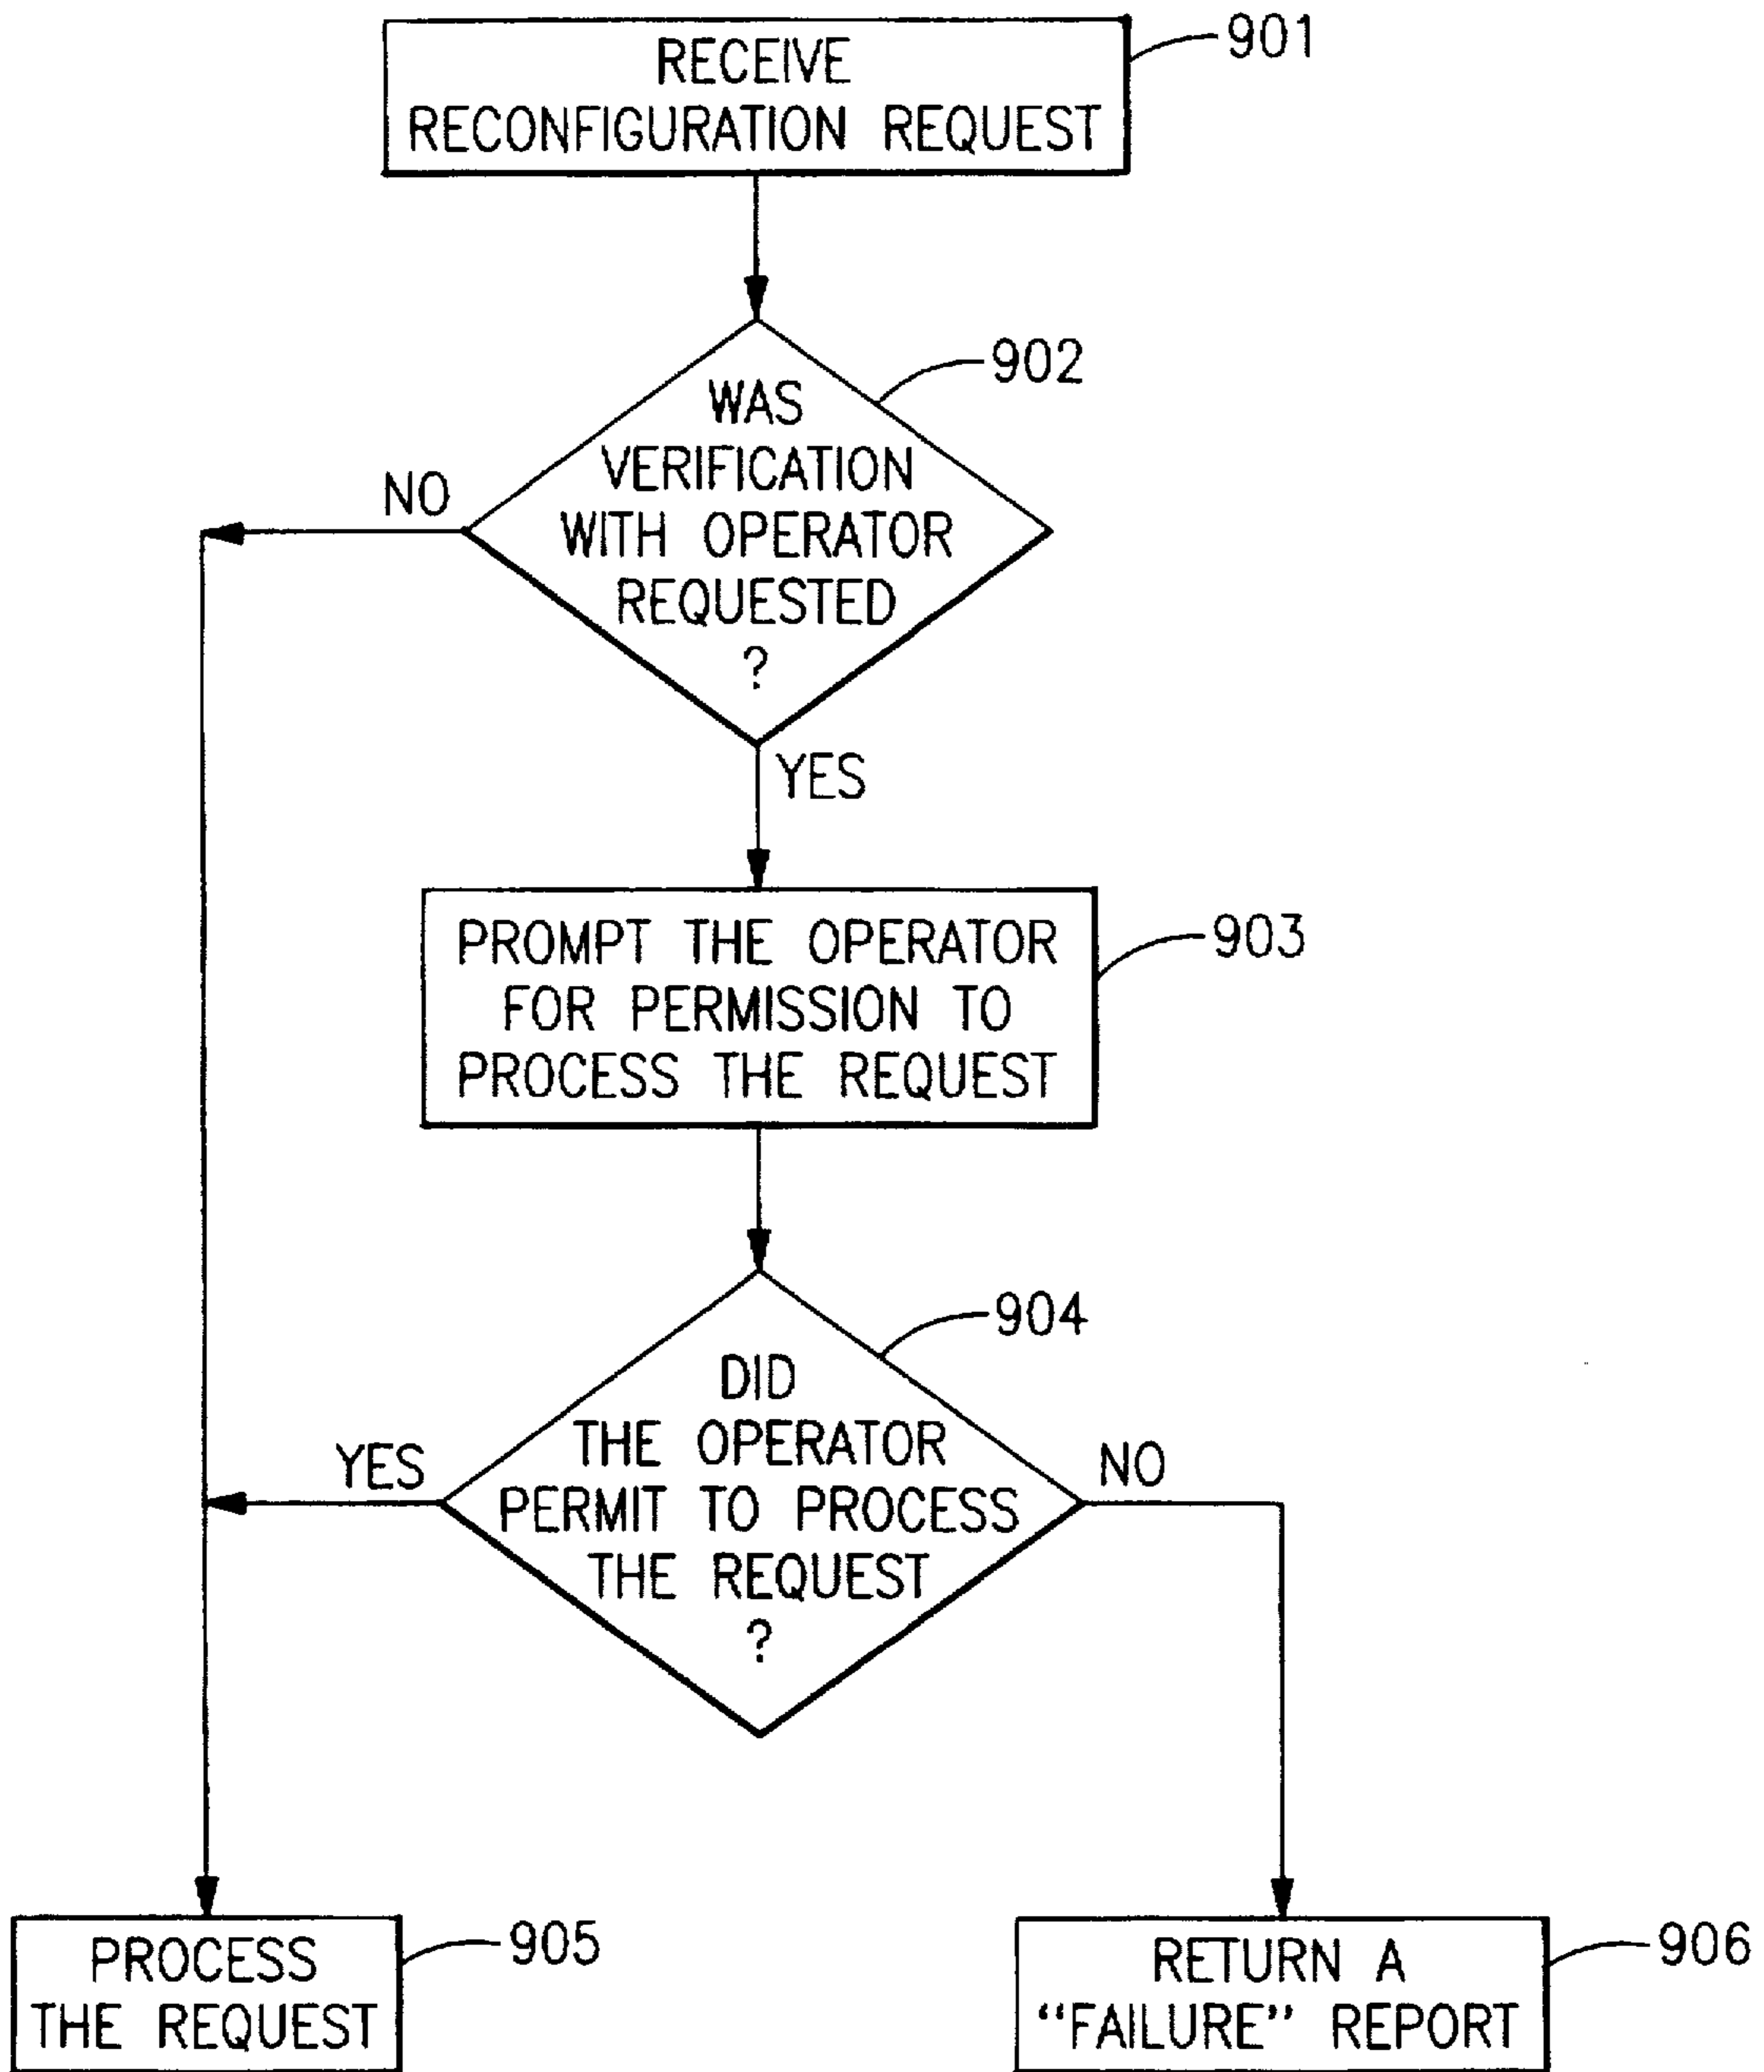 RECEIVE
RECONFIGURATION REQUEST
901
902
WAS
VERIFICATION
WITH OPERATOR
REQUESTED
?
NO
YES
PROMPT THE OPERATOR
FOR PERMISSION TO
PROCESS THE REQUEST
903
904
DID
THE OPERATOR
PERMIT TO PROCESS
THE REQUEST
?
YES
NO
PROCESS
THE REQUEST
905
RETURN A
“FAILURE” REPORT
906